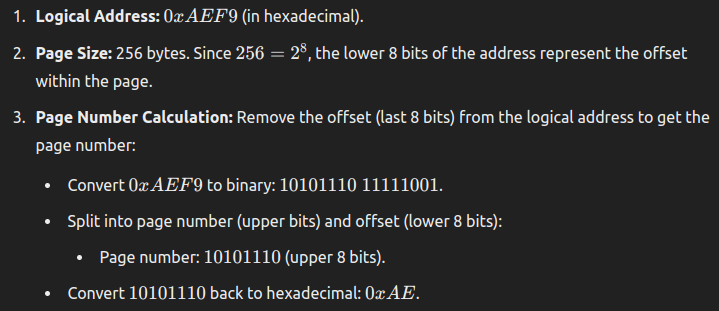 1. Logical Address: 0xAEF9 (in hexadecimal).
2. Page Size: 256 bytes. Since 256 = 2⁸, the lower 8 bits of the address represent the offset
within the page.
3. Page Number Calculation: Remove the offset (last 8 bits) from the logical address to get the
page number:
• Convert 0xAEF9 to binary: 10101110 11111001.
• Split into page number (upper bits) and offset (lower 8 bits):
• Page number: 10101110 (upper 8 bits).
• Convert 10101110 back to hexadecimal: 0xAE.